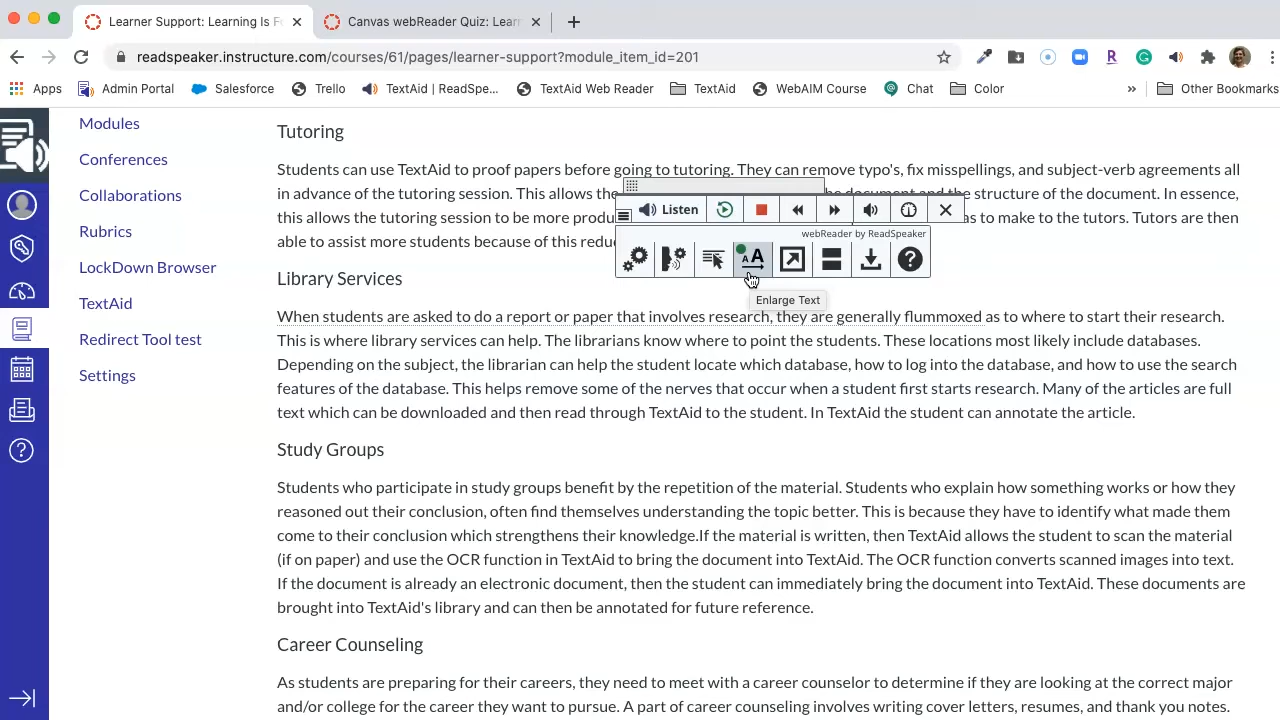 Learner Support: Learning Is F
Canvas webReader Quiz: Lear
readspeaker.instructure.com/courses/61/pages/learner-support?module_item_id=201
Apps
Admin Portal
Salesforce
Trello
TextAid | ReadSpe...
TextAid Web Reader
TextAid
WebAIM Course
Chat
Color
»
Other Bookmarks
Modules
Conferences
Collaborations
Rubrics
LockDown Browser
TextAid
Redirect Tool test
Settings
Tutoring
Students can use TextAid to proof papers before going to tutoring. They can remove typo's, fix misspellings, and subject-verb agreements all
in advance of the tutoring session. This allows the he document and the structure of the document. In essence,
this allows the tutoring session to be more produ as to make to the tutors. Tutors are then
able to assist more students because of this redu
Listen
webReader by ReadSpeaker
AA
Enlarge Text
Library Services
When students are asked to do a report or paper that involves research, they are generally flummoxed as to where to start their research.
This is where library services can help. The librarians know where to point the students. These locations most likely include databases.
Depending on the subject, the librarian can help the student locate which database, how to log into the database, and how to use the search
features of the database. This helps remove some of the nerves that occur when a student first starts research. Many of the articles are full
text which can be downloaded and then read through TextAid to the student. In TextAid the student can annotate the article.
Study Groups
Students who participate in study groups benefit by the repetition of the material. Students who explain how something works or how they
reasoned out their conclusion, often find themselves understanding the topic better. This is because they have to identify what made them
come to their conclusion which strengthens their knowledge.If the material is written, then TextAid allows the student to scan the material
(if on paper) and use the OCR function in TextAid to bring the document into TextAid. The OCR function converts scanned images into text.
If the document is already an electronic document, then the student can immediately bring the document into TextAid. These documents are
brought into TextAid's library and can then be annotated for future reference.
Career Counseling
As students are preparing for their careers, they need to meet with a career counselor to determine if they are looking at the correct major
and/or college for the career they want to pursue. A part of career counseling involves writing cover letters, resumes, and thank you notes.